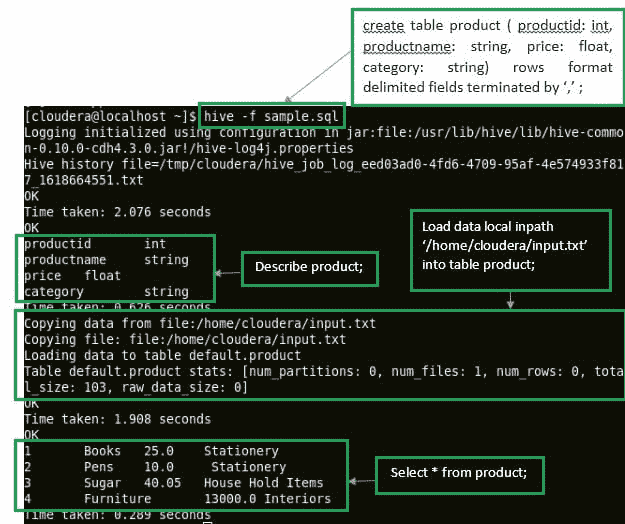 create table product ( productid: int,
productname: string, price: float,
category: string) rows format
delimited fields terminated by ‘,’ ;
[cloudera@localhost ~]$ hive -f sample.sql
Logging initialized using configuration in jar:file:/usr/lib/hive/lib/hive-commo
n-0.10.0-cdh4.3.0.jar!/hive-log4j.properties
Hive history file=/tmp/cloudera/hive_job_log_eed03ad0-4fd6-4709-95af-4e574933f81
7_1618664551.txt
OK
Time taken: 2.076 seconds
OK
productid int
productname string
price float
category string
Time taken: 0.626 seconds
Describe product;
Load data local inpath
‘/home/cloudera/input.txt’
into table product;
Copying data from file:/home/cloudera/input.txt
Copying file: file:/home/cloudera/input.txt
Loading data to table default.product
Table default.product stats: [num_partitions: 0, num_files: 1, num_rows: 0, tota
l_size: 103, raw_data_size: 0]
OK
Time taken: 1.908 seconds
OK
1 Books 25.0 Stationery
2 Pens 10.0 Stationery
3 Sugar 40.05 House Hold Items
4 Furniture 13000.0 Interiors
Time taken: 0.289 seconds
Select * from product;